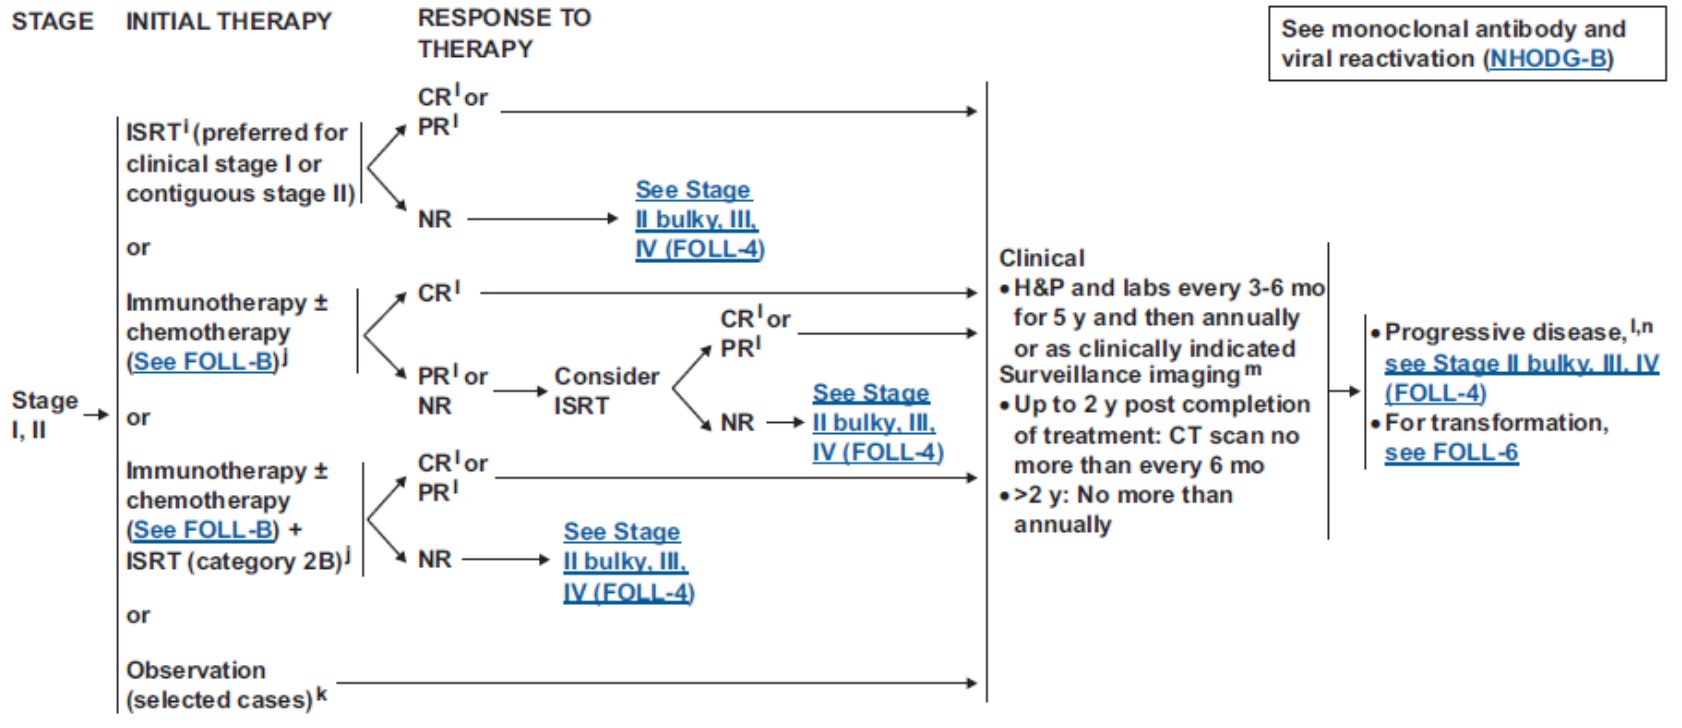 STAGE INITIAL THERAPY RESPONSE TO
THERAPY
See monoclonal antibody and
viral reactivation (NHODG-B)
Stage
I, II
ISRTⁱ (preferred for
clinical stage I or
contiguous stage II)
CRˡ or
PRˡ
NR
See Stage
II bulky, III,
IV (FOLL-4)
or
Immunotherapy ±
chemotherapy
(See FOLL-B)ʲ
CRˡ
PRˡ or
NR
Consider
ISRT
CRˡ or
PRˡ
NR
See Stage
II bulky, III,
IV (FOLL-4)
or
Immunotherapy ±
chemotherapy
(See FOLL-B) +
ISRT (category 2B)ʲ
CRˡ or
PRˡ
NR
See Stage
II bulky, III,
IV (FOLL-4)
or
Observation
(selected cases)ᵏ
Clinical
• H&P and labs every 3-6 mo
for 5 y and then annually
or as clinically indicated
Surveillance imagingᵐ
• Up to 2 y post completion
of treatment: CT scan no
more than every 6 mo
• >2 y: No more than
annually
• Progressive disease,ˡ,ⁿ
see Stage II bulky, III, IV
(FOLL-4)
• For transformation,
see FOLL-6